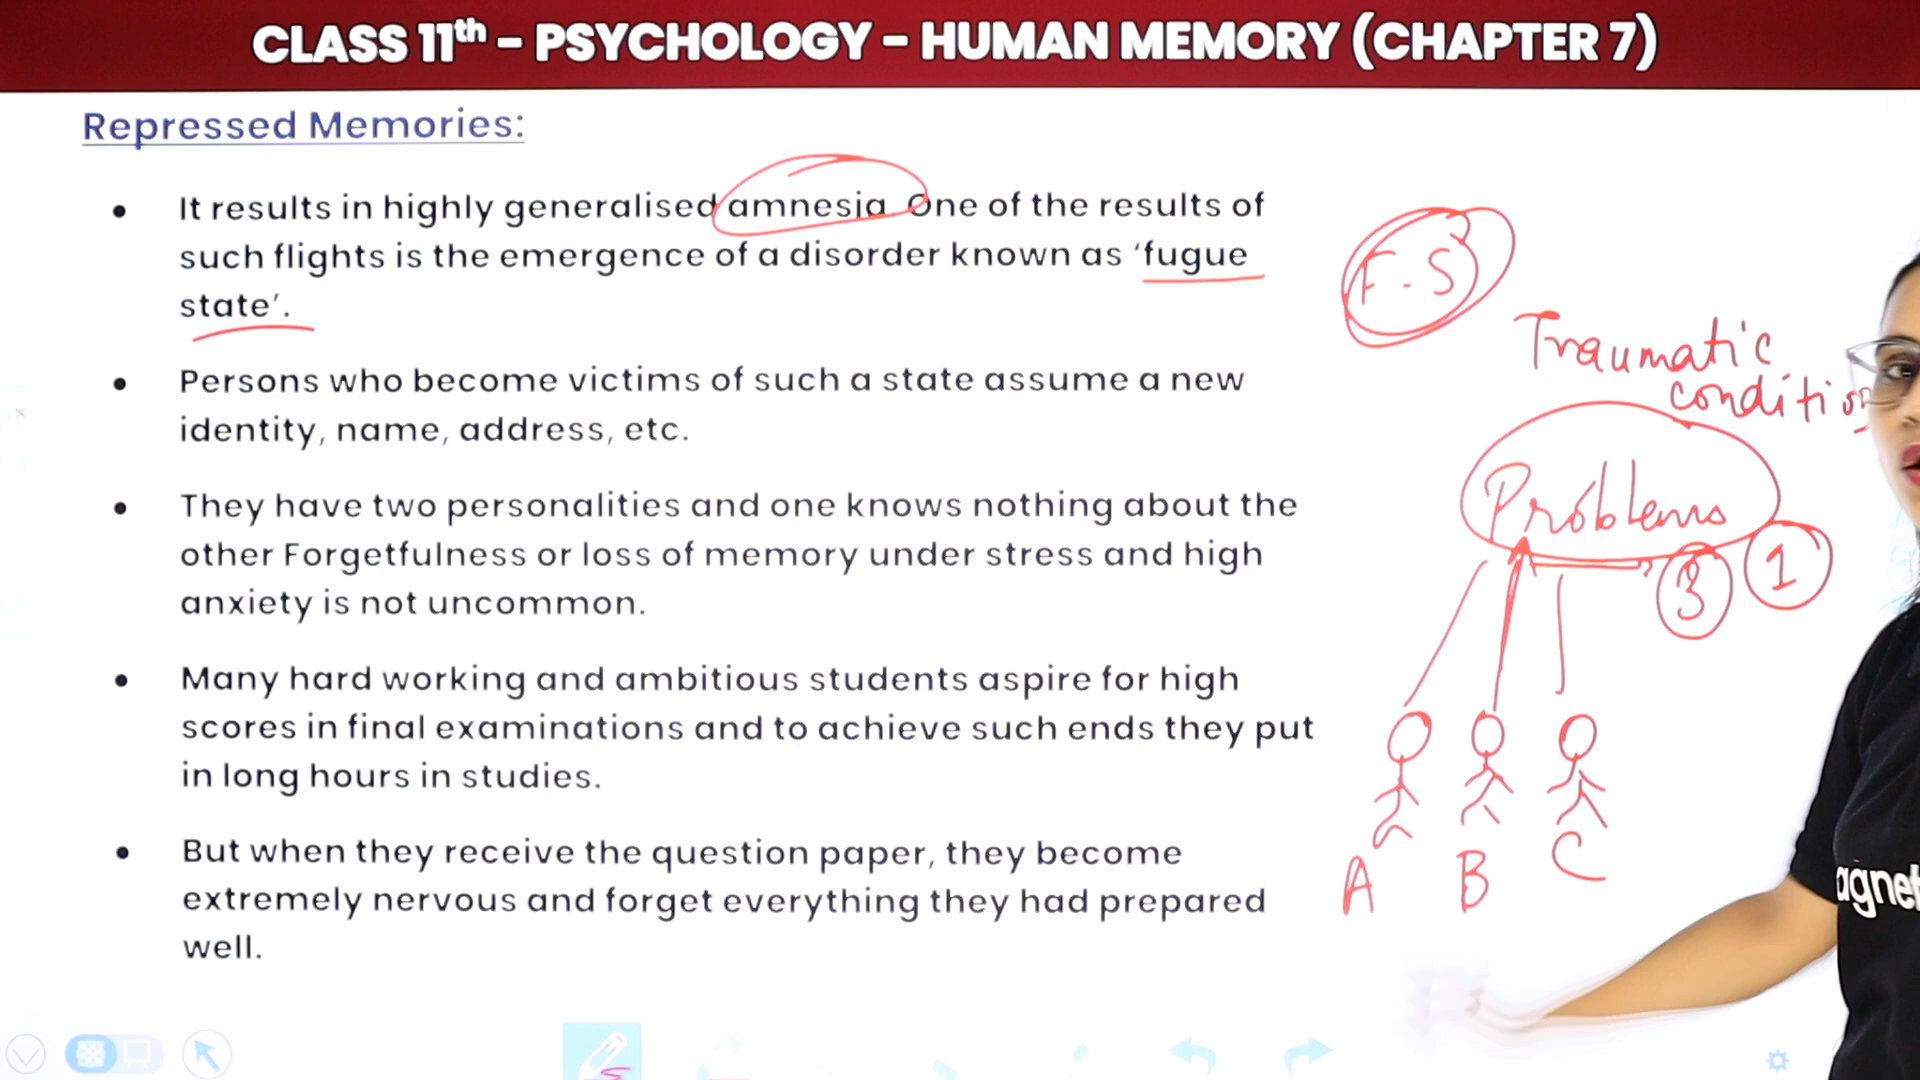 CLASS 11th – PSYCHOLOGY – HUMAN MEMORY (CHAPTER 7)
Repressed Memories:
• It results in highly generalised amnesia. One of the results of
such flights is the emergence of a disorder known as ‘fugue
state’.
• Persons who become victims of such a state assume a new
identity, name, address, etc.
• They have two personalities and one knows nothing about the
other Forgetfulness or loss of memory under stress and high
anxiety is not uncommon.
• Many hard working and ambitious students aspire for high
scores in final examinations and to achieve such ends they put
in long hours in studies.
• But when they receive the question paper, they become
extremely nervous and forget everything they had prepared
well.
F.S
Traumatic
condition
Problems
3 1
A B C
agnet